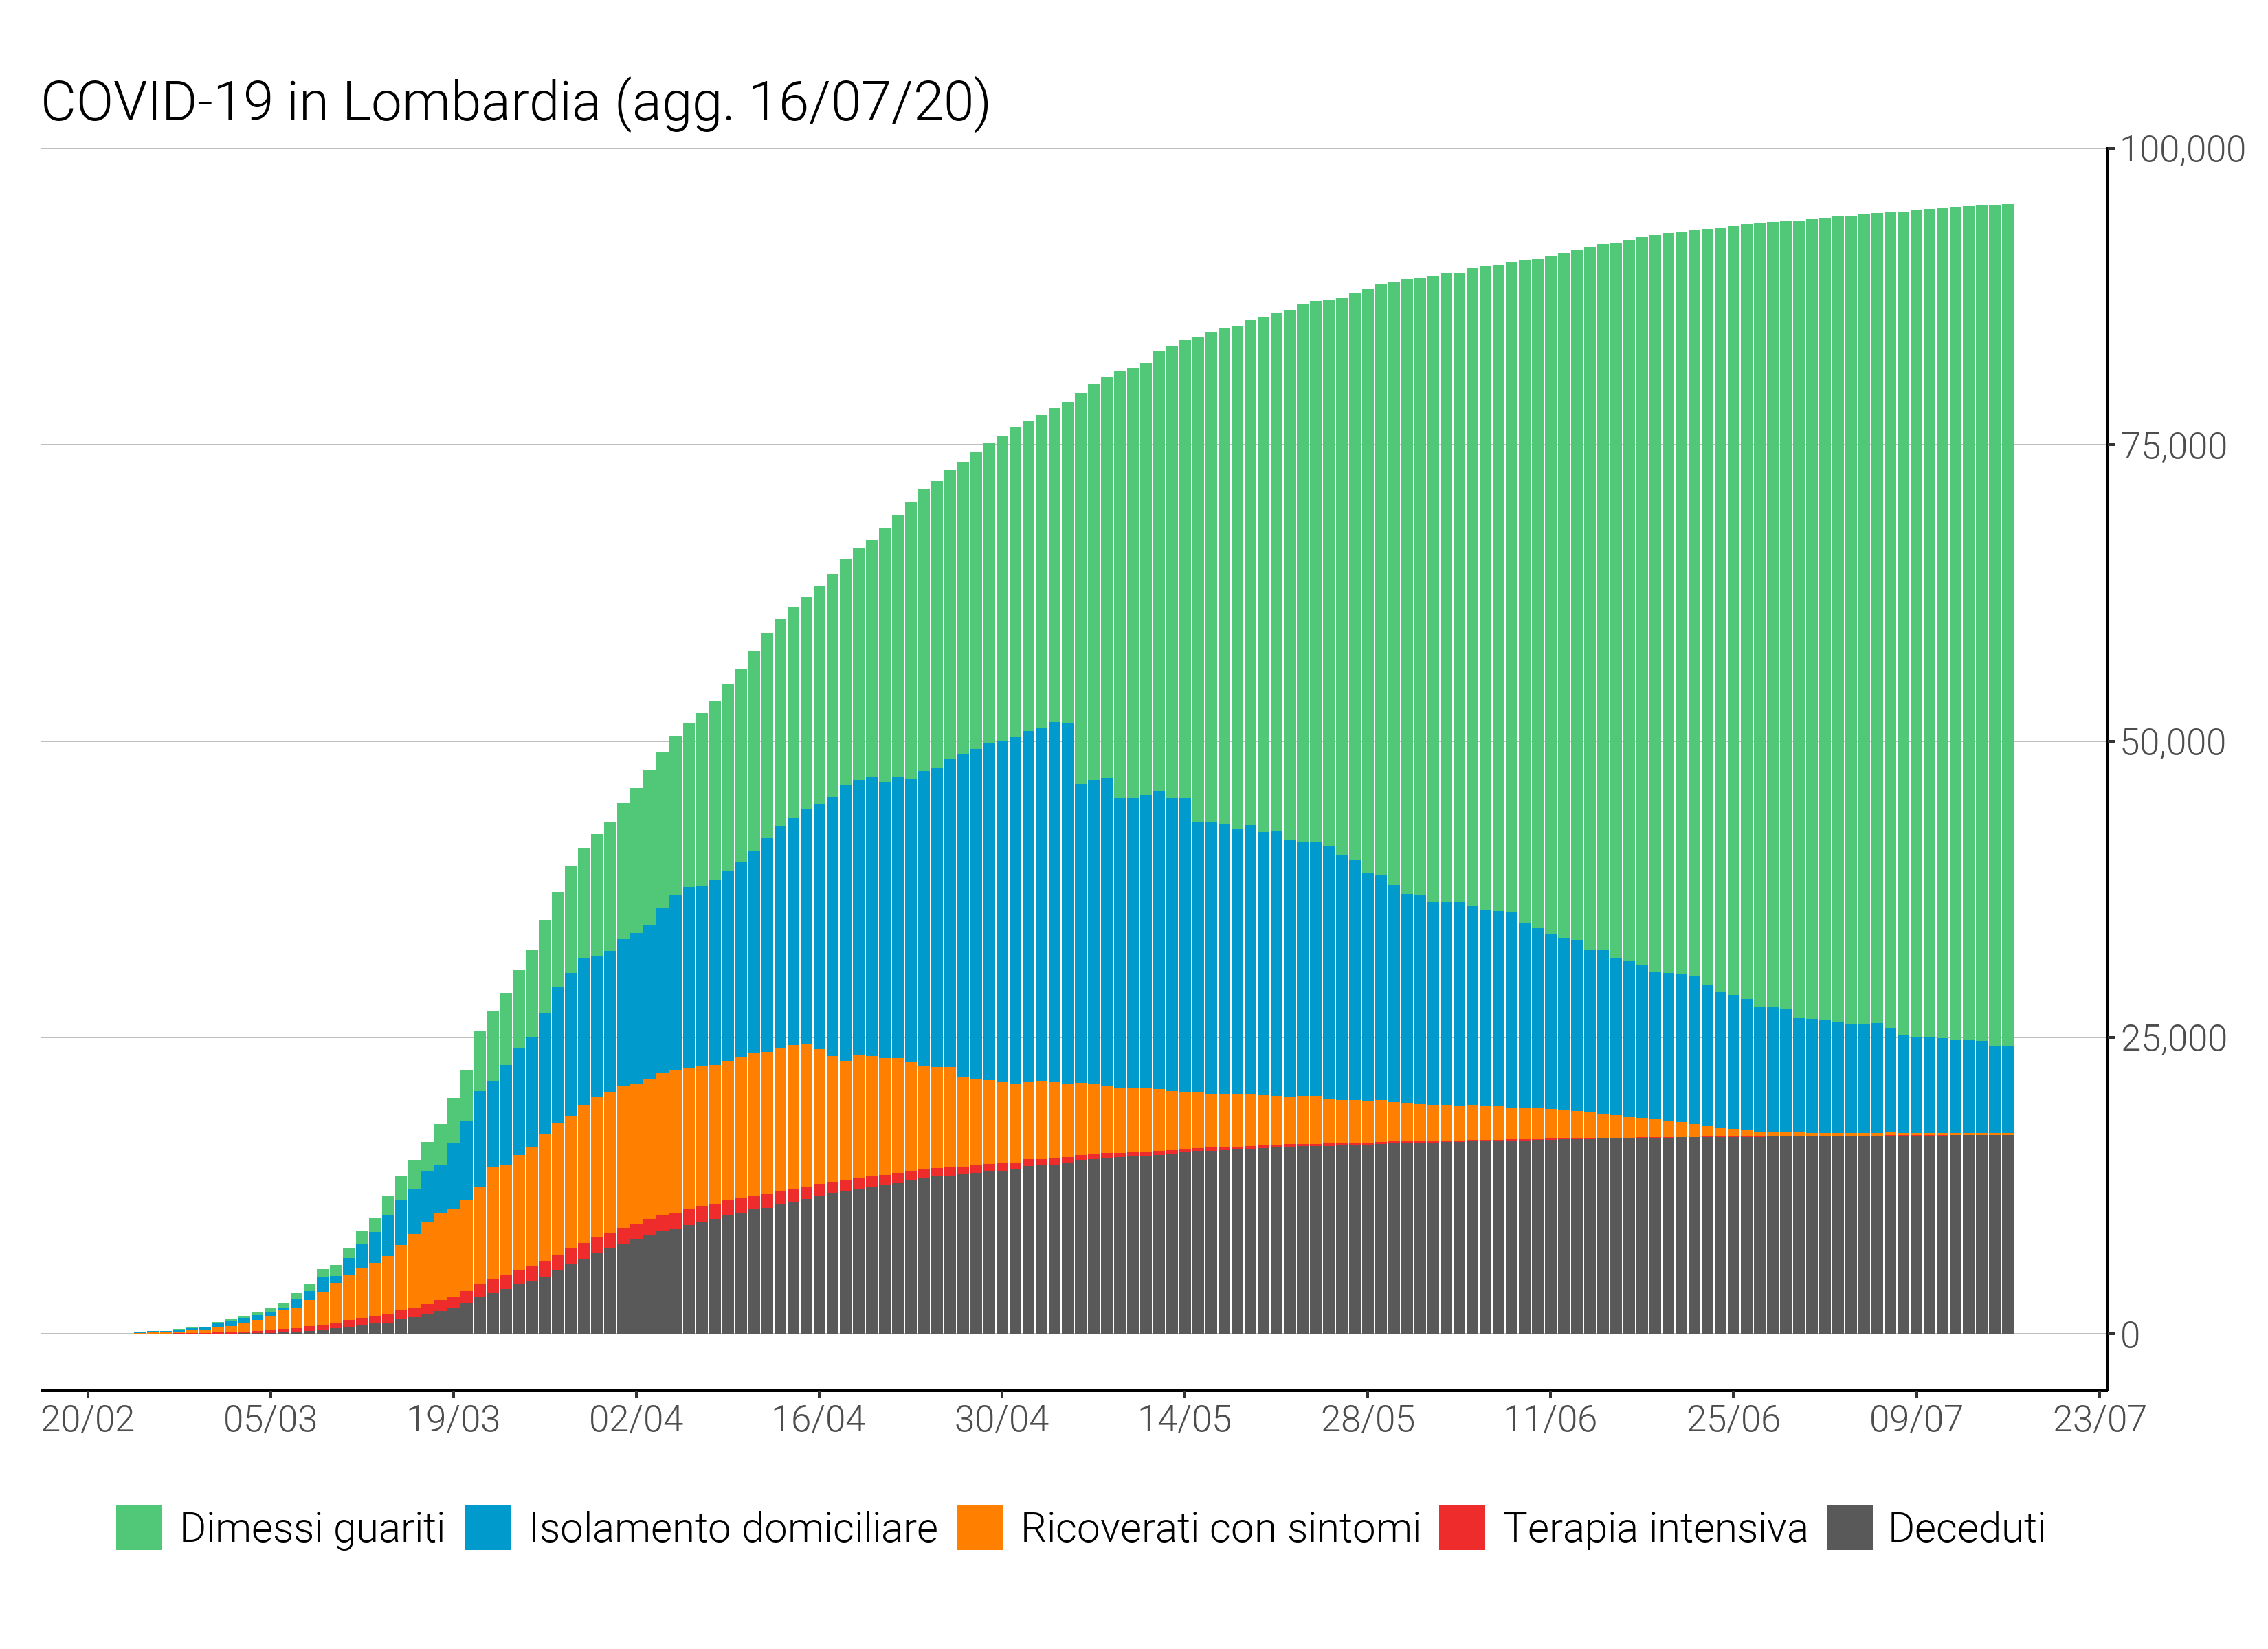 COVID-19 in Lombardia (agg. 16/07/20)
100,000
75,000
50,000
25,000
0
20/02 05/03 19/03 02/04 16/04 30/04 14/05 28/05 11/06 25/06 09/07 23/07
Dimessi guariti Isolamento domiciliare Ricoverati con sintomi Terapia intensiva Deceduti